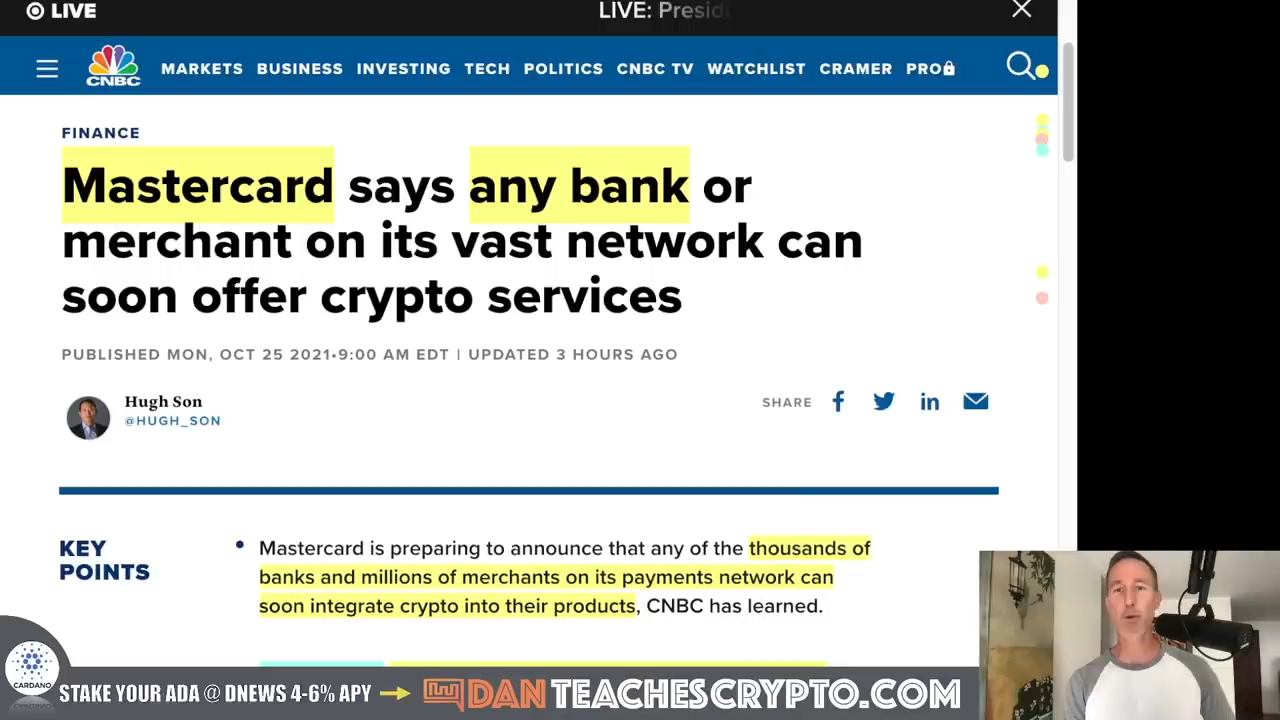 LIVE
LIVE: Presid
CNBC
MARKETS BUSINESS INVESTING TECH POLITICS CNBC TV WATCHLIST CRAMER PRO
FINANCE
Mastercard says any bank or
merchant on its vast network can
soon offer crypto services
PUBLISHED MON, OCT 25 2021•9:00 AM EDT | UPDATED 3 HOURS AGO
Hugh Son
@HUGH_SON
SHARE
KEY
POINTS
• Mastercard is preparing to announce that any of the thousands of
banks and millions of merchants on its payments network can
soon integrate crypto into their products, CNBC has learned.
CARDANO
STAKE YOUR ADA @ DNEWS 4-6% APY
DANTEACHESCRYPTO.COM